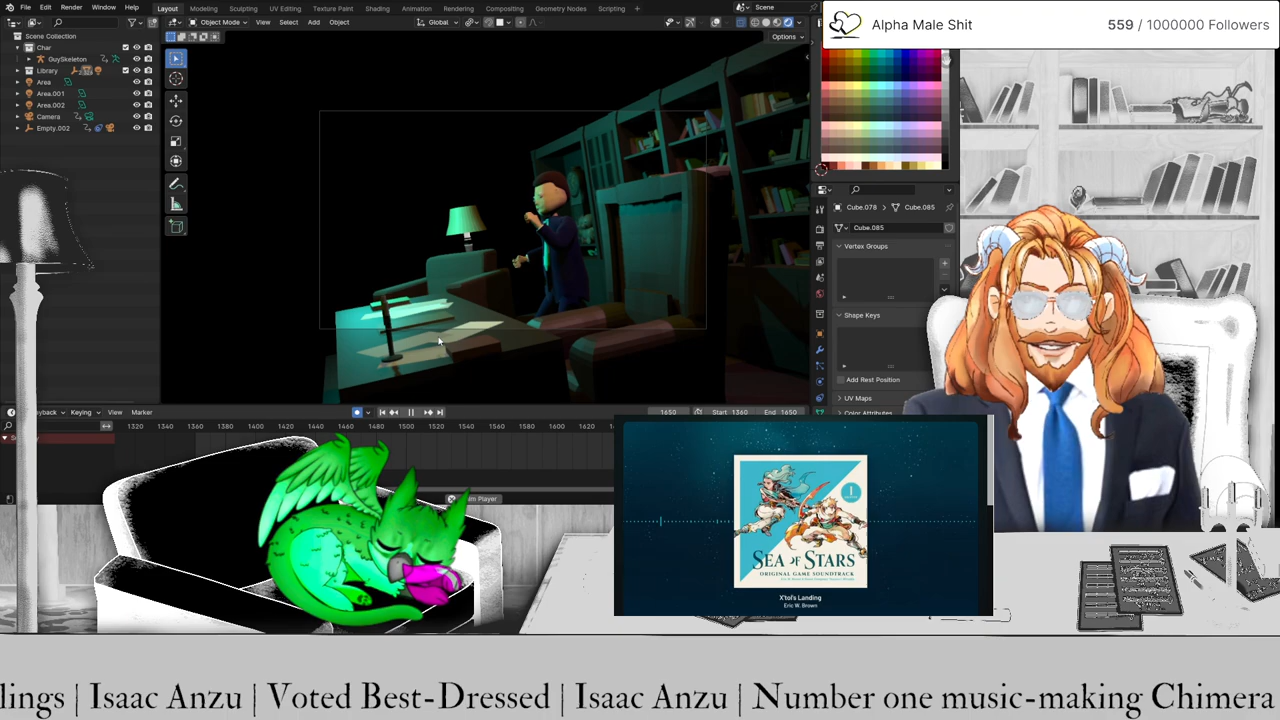 File Edit Render Window Help
Layout Modeling Sculpting UV Editing Texture Paint Shading Animation Rendering Compositing Geometry Nodes Scripting
Scene
Object Mode View Select Add Object Global
Options
Scene Collection
Char
GuySkeleton
Library
Area
Area.001
Area.002
Camera
Empty.002
Alpha Male Shit 559 / 1000000 Followers
Cube.078 > Cube.085
Cube.085
Vertex Groups
Shape Keys
Add Rest Position
UV Maps
Color Attributes
Keying View Marker
1650 Start 1360 End 1650
1320 1340 1360 1380 1400 1420 1440 1460 1480 1500 1520 1540 1560 1580 1600
Player
SEA OF STARS
ORIGINAL GAME SOUNDTRACK
X'tol's Landing
Eric W. Brown
lings | Isaac Anzu | Voted Best-Dressed | Isaac Anzu | Number one music-making Chimera